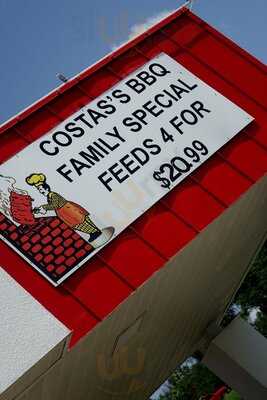 COSTAS'S BBQ
FAMILY SPECIAL
FEEDS 4 FOR
$20.99